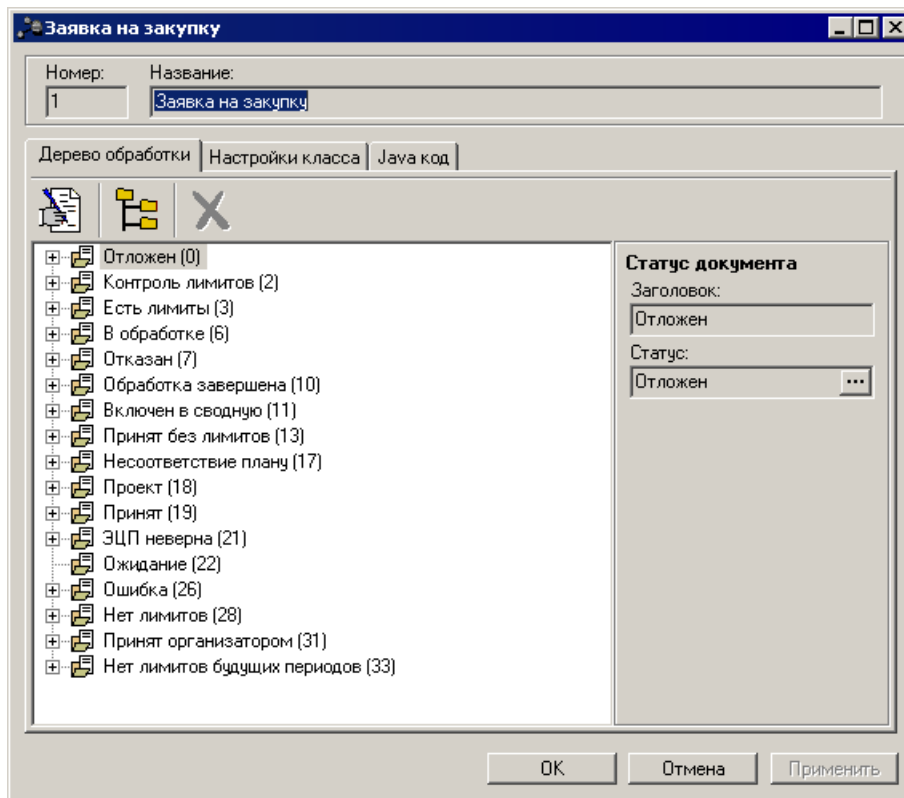 Заявка на закупку
Номер: Название:
1 Заявка на закупку
Дерево обработки Настройки класса Java код
Отложен (0)
Контроль лимитов (2)
Есть лимиты (3)
В обработке (6)
Отказан (7)
Обработка завершена (10)
Включен в сводную (11)
Принят без лимитов (13)
Несоответствие плану (17)
Проект (18)
Принят (19)
ЭЦП неверна (21)
Ожидание (22)
Ошибка (26)
Нет лимитов (28)
Принят организатором (31)
Нет лимитов будущих периодов (33)
Статус документа
Заголовок:
Отложен
Статус:
Отложен ...
OK Отмена Применить